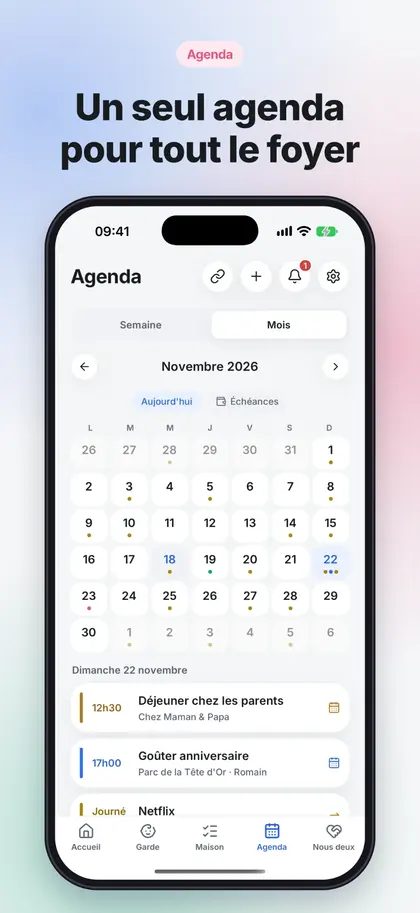 Agenda
Un seul agenda
pour tout le foyer
09:41
Agenda
1
Semaine
Mois
Novembre 2026
Aujourd'hui
Échéances
L M M J V S D
26 27 28 29 30 31 1
2 3 4 5 6 7 8
9 10 11 12 13 14 15
16 17 18 19 20 21 22
23 24 25 26 27 28 29
30 1 2 3 4 5 6
Dimanche 22 novembre
12h30
Déjeuner chez les parents
Chez Maman & Papa
17h00
Goûter anniversaire
Parc de la Tête d'Or · Romain
Journé
Netflix
Accueil
Garde
Maison
Agenda
Nous deux